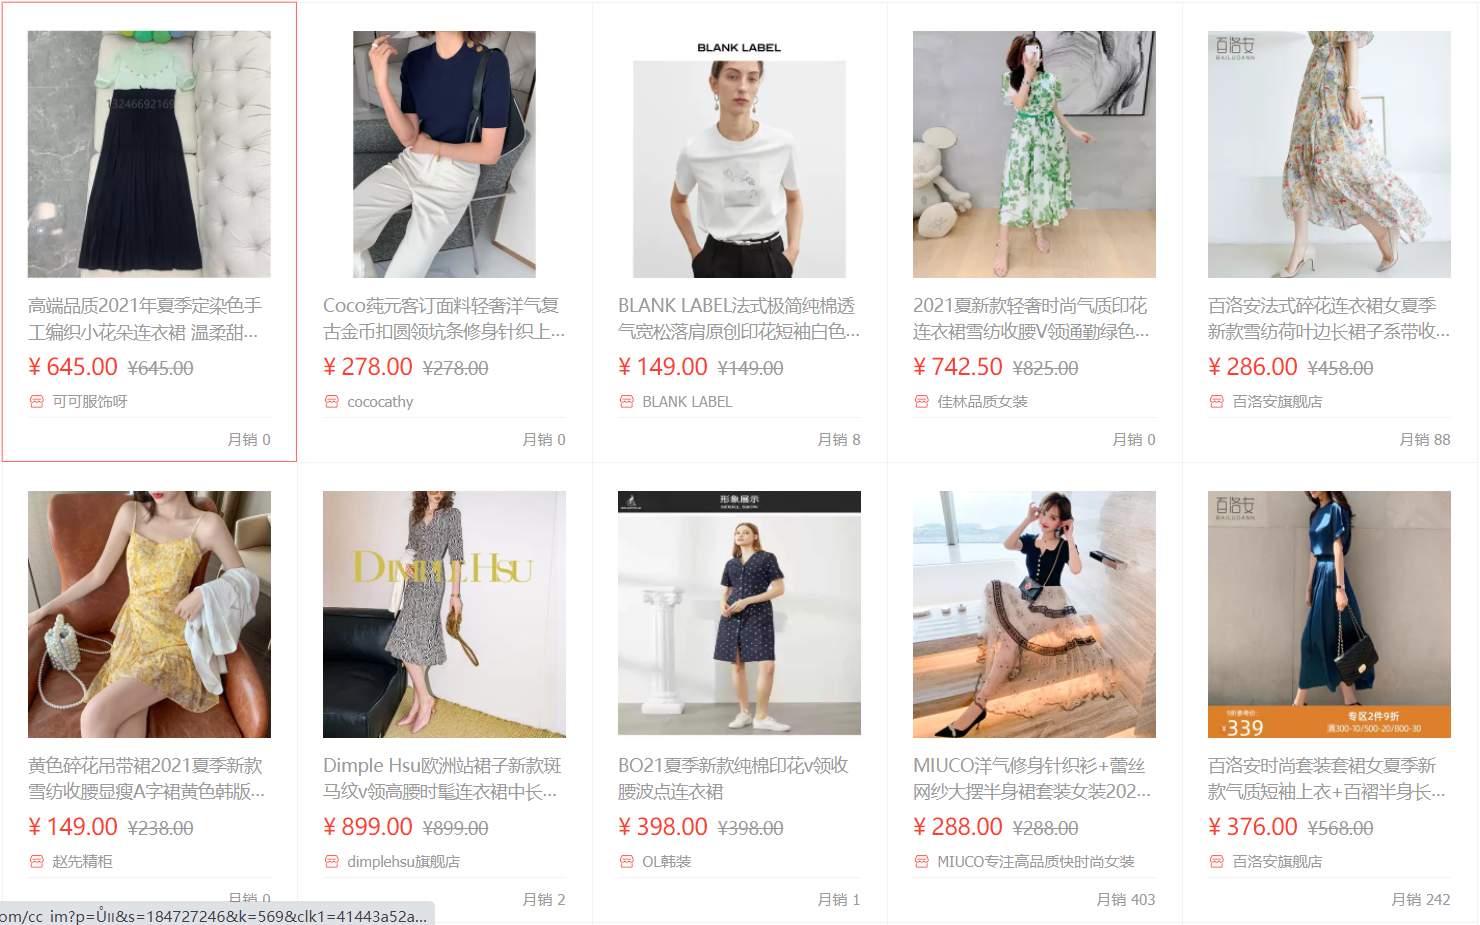 13246692169
BLANK LABEL
百洛安
BAILUOANN
高端品质2021年夏季定染色手
工编织小花朵连衣裙 温柔甜...
¥ 645.00 ¥645.00
可可服饰呀
月销 0
Coco莼元客订面料轻奢洋气复
古金币扣圆领坑条修身针织上...
¥ 278.00 ¥278.00
cococathy
月销 0
BLANK LABEL法式极简纯棉透
气宽松落肩原创印花短袖白色...
¥ 149.00 ¥149.00
BLANK LABEL
月销 8
2021夏新款轻奢时尚气质印花
连衣裙雪纺收腰V领通勤绿色...
¥ 742.50 ¥825.00
佳林品质女装
月销 0
百洛安法式碎花连衣裙女夏季
新款雪纺荷叶边长裙子系带收...
¥ 286.00 ¥458.00
百洛安旗舰店
月销 88
DIMPLE HSU
形象展示
MODEL SHOW
百洛安
BAILUOANN
9折参考价:
¥339
专区2件9折
满300-10/500-20/800-30
黄色碎花吊带裙2021夏季新款
雪纺收腰显瘦A字裙黄色韩版...
¥ 149.00 ¥238.00
赵先精柜
月销 0
Dimple Hsu欧洲站裙子新款斑
马纹v领高腰时髦连衣裙中长...
¥ 899.00 ¥899.00
dimplehsu旗舰店
月销 2
BO21夏季新款纯棉印花v领收
腰波点连衣裙
¥ 398.00 ¥398.00
OL韩装
月销 1
MIUCO洋气修身针织衫+蕾丝
网纱大摆半身裙套装女装202...
¥ 288.00 ¥288.00
MIUCO专注高品质快时尚女装
月销 403
百洛安时尚套装套裙女夏季新
款气质短袖上衣+百褶半身长...
¥ 376.00 ¥568.00
百洛安旗舰店
月销 242
om/cc_im?p=Ůıı&s=184727246&k=569&clk1=41443a52a...